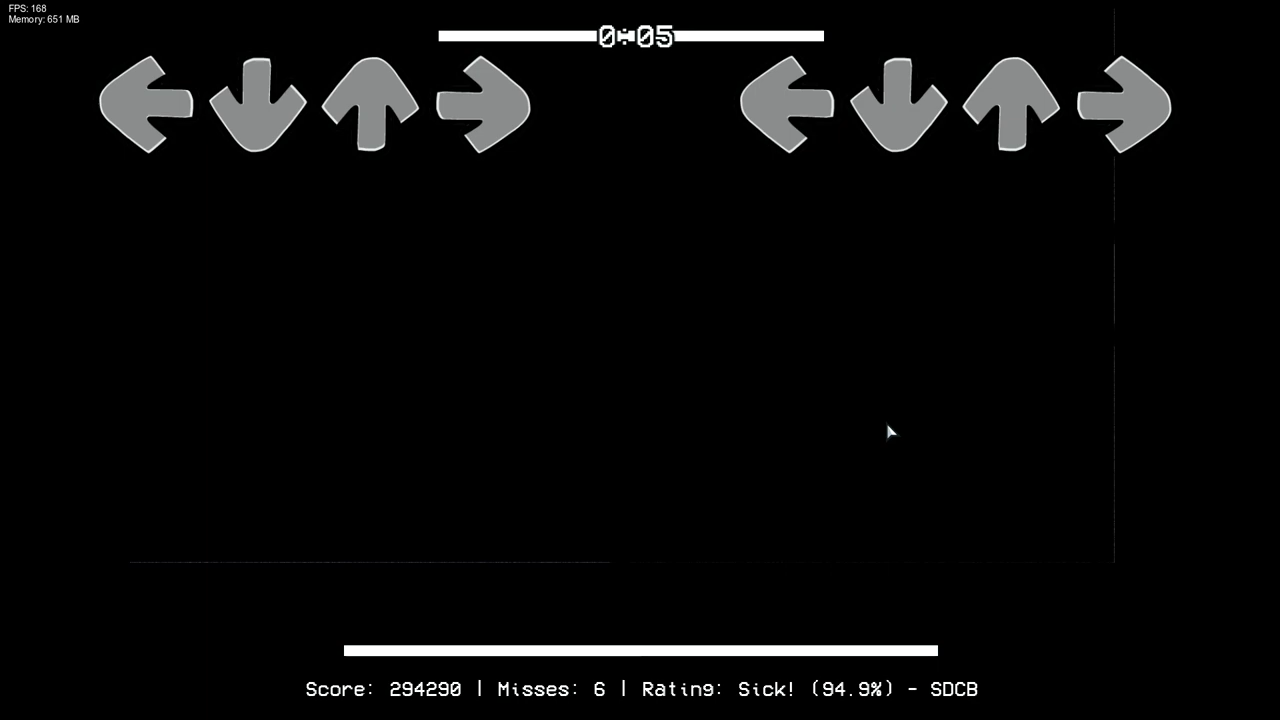 FPS: 168
Memory: 651 MB
0:05
Score: 294290 | Misses: 6 | Rating: Sick! (94.9%) - SDCB